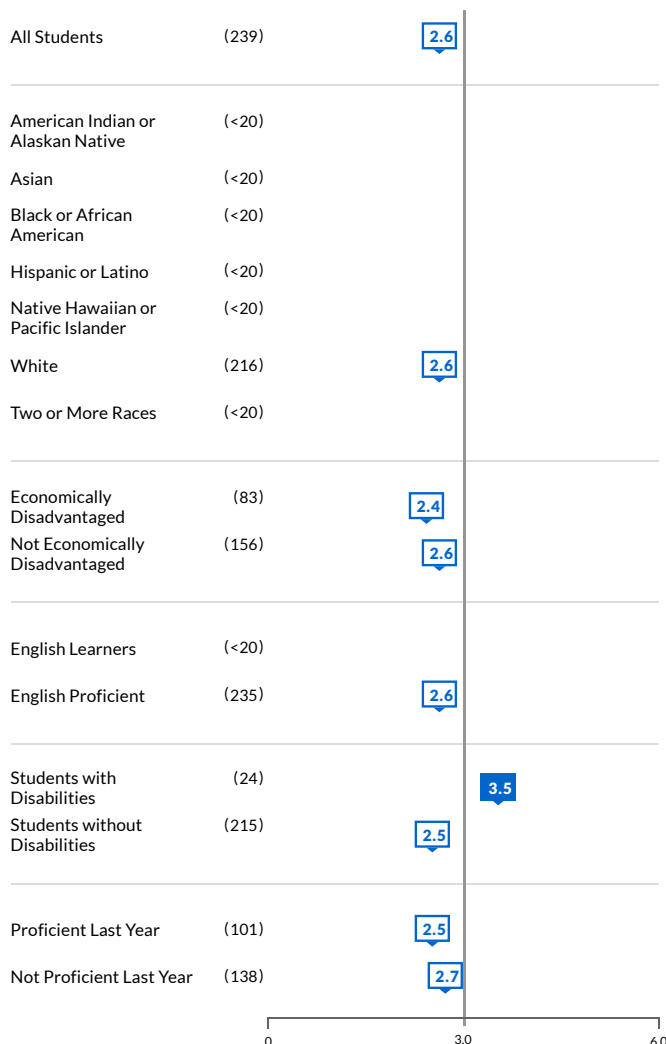 All Students (239) 2.6
American Indian or (<20)
Alaskan Native
Asian (<20)
Black or African (<20)
American
Hispanic or Latino (<20)
Native Hawaiian or (<20)
Pacific Islander
White (216) 2.6
Two or More Races (<20)
Economically (83) 2.4
Disadvantaged
Not Economically (156) 2.6
Disadvantaged
English Learners (<20)
English Proficient (235) 2.6
Students with (24) 3.5
Disabilities
Students without (215) 2.5
Disabilities
Proficient Last Year (101) 2.5
Not Proficient Last Year (138) 2.7
0 3.0 6.0